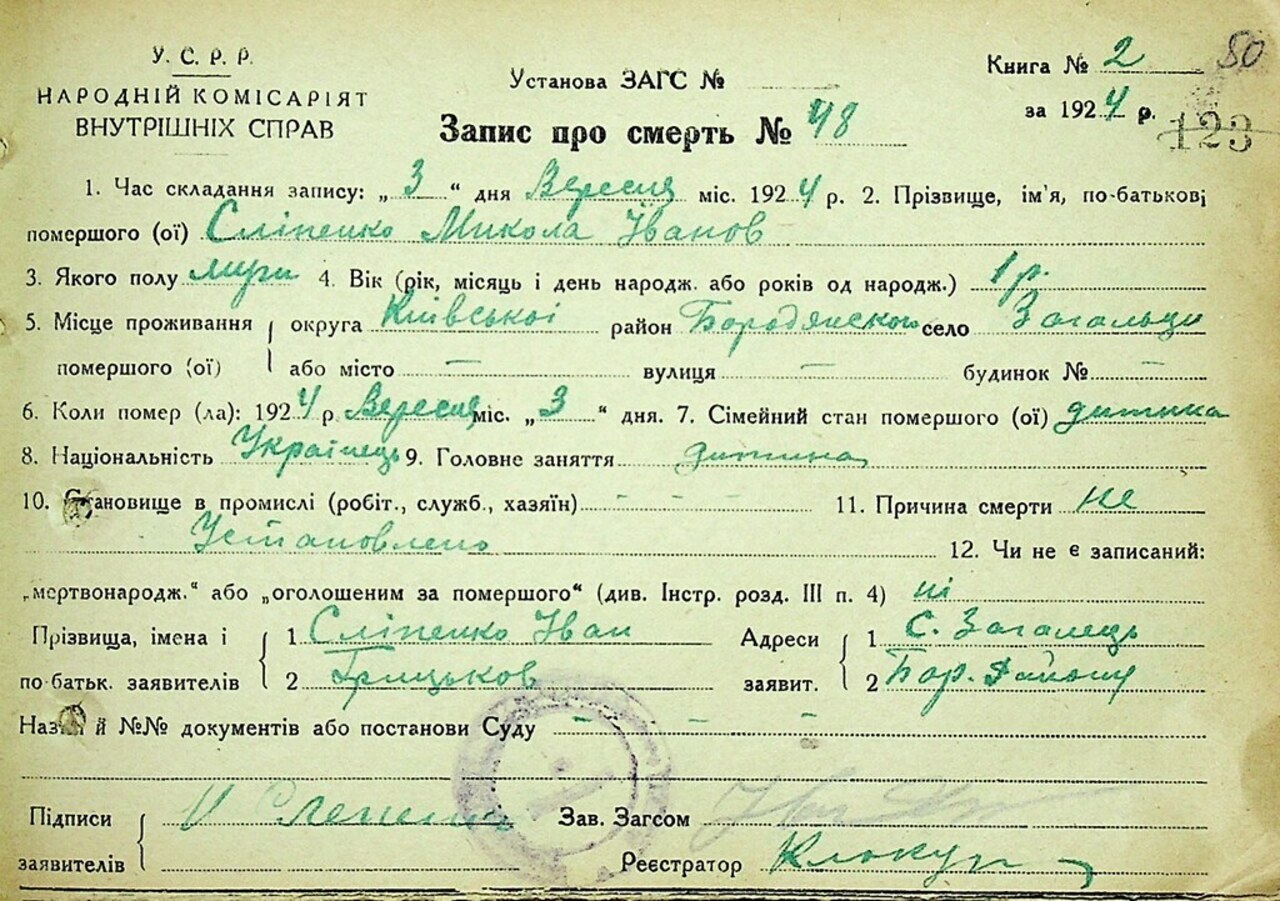 У. С. Р. Р.
НАРОДНІЙ КОМІСАРІЯТ
ВНУТРІШНІХ СПРАВ
Установа ЗАГС №
Запис про смерть № 48
Книга № 2 80
за 1924 р. 123
1. Час складання запису: „3“ дня Вересня міс. 1924 р. 2. Прізвище, ім'я, по-батькові
помершого (ої) Сліпенко Микола Іванов
3. Якого полу 4. Вік (рік, місяць і день народж. або років од народж.) 1 р.
5. Місце проживання округа Київської район Бородянського село Загальці
помершого (ої) або місто — вулиця — будинок № —
6. Коли помер (ла): 1924 р Вересня міс. „3“ дня. 7. Сімейний стан помершого (ої) дитина
8. Національність Українець 9. Головне заняття дитина
10. Становище в промислі (робіт., служб., хазяїн) - - - - 11. Причина смерти не
Установлено 12. Чи не є записаний:
„мертвонародж.“ або „оголошеним за помершого“ (див. Інстр. розд. III п. 4) ні
Прізвища, імена і 1 Сліпенко Іван Адреси 1 С. Загалець
по батьк. заявителів 2 Грицьков заявит. 2 Бор. Району
Назви й №№ документів або постанови Суду - - -
Підписи И Зав. Загсом
заявителів Реєстратор